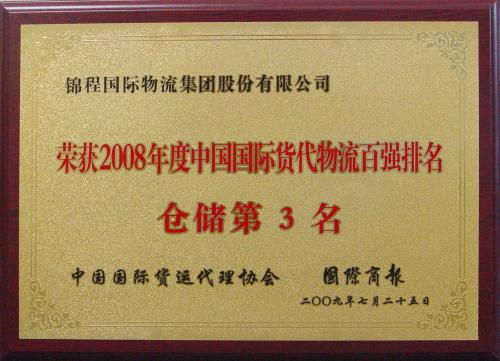 锦程国际物流集团股份有限公司
荣获2008年度中国国际货代物流百强排名
仓储第 3 名
中国国际货运代理协会 国際商報
二〇〇九年七月二十五日